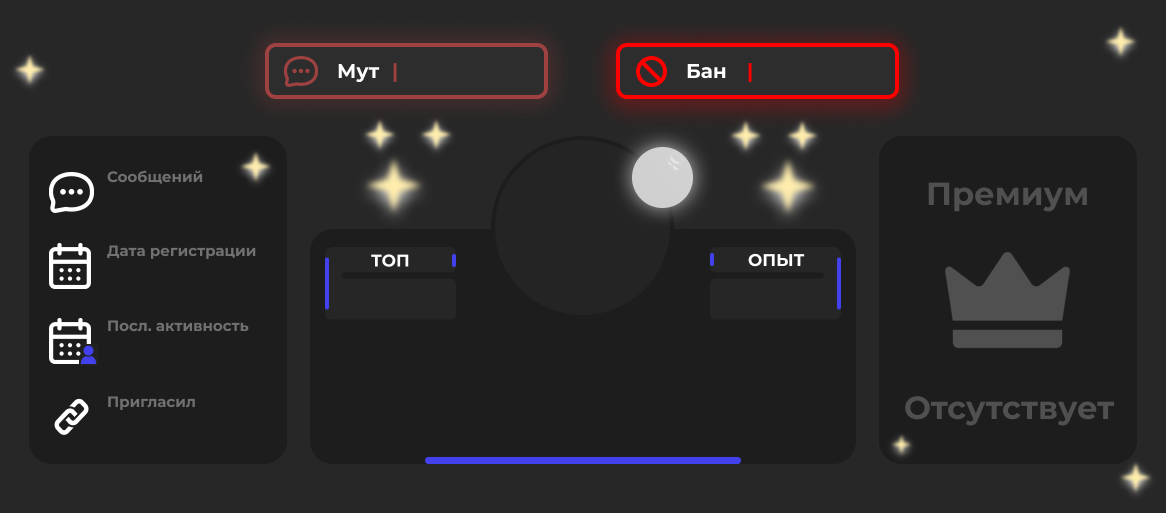 Мут |
Бан |
Сообщений
Дата регистрации
Посл. активность
Пригласил
ТОП
ОПЫТ
Премиум
Отсутствует